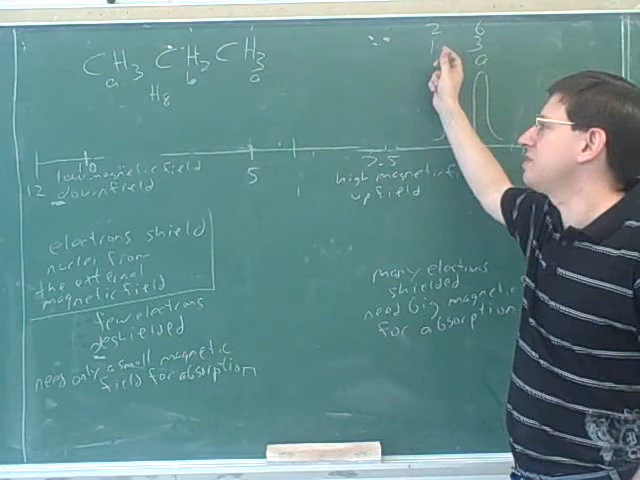 CH3 CH2 CH3
a b a
H8
2 6
1 3
a
12 10 5 2.5
low magnetic field
downfield
high magnetic fi
upfield
1
electrons shield
nuclei from
the external
magnetic field
few electrons
deshielded
need only a small magnetic
field for absorption
many electrons
shielded
need big magnetic
for absorption